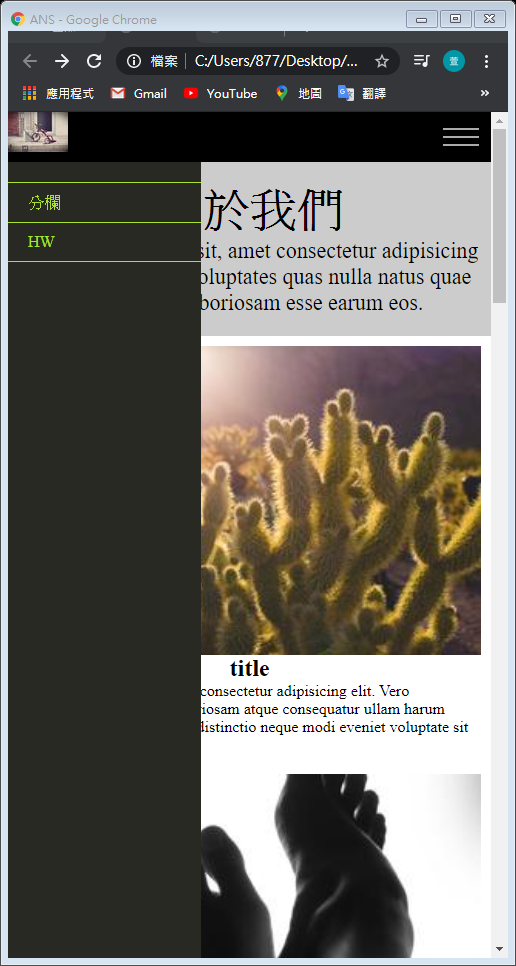 ANS - Google Chrome
檔案 C:/Users/877/Desktop/...
萱
應用程式 Gmail YouTube 地圖 翻譯 »
分欄
HW
於我們
sit, amet consectetur adipisicing
oluptates quas nulla natus quae
boriosam esse earum eos.
title
consectetur adipisicing elit. Vero
riosam atque consequatur ullam harum
distinctio neque modi eveniet voluptate sit